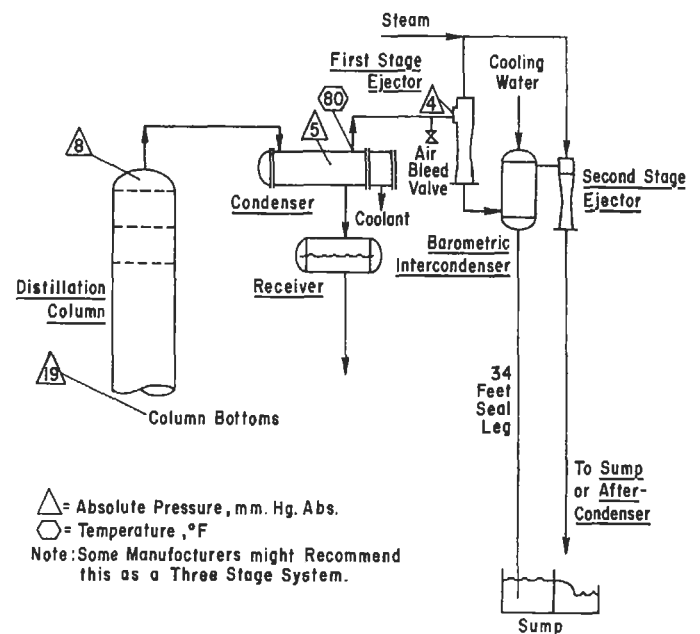 Steam
First Stage
Ejector
Cooling
Water
80
4
8
5
Air
Bleed
Valve
Second Stage
Ejector
Condenser
Coolant
Barometric
Intercondenser
Distillation
Column
Receiver
19
Column Bottoms
34
Feet
Seal
Leg
To Sump
or After-
Condenser
= Absolute Pressure, mm. Hg. Abs.
= Temperature, °F
Note: Some Manufacturers might Recommend
this as a Three Stage System.
Sump